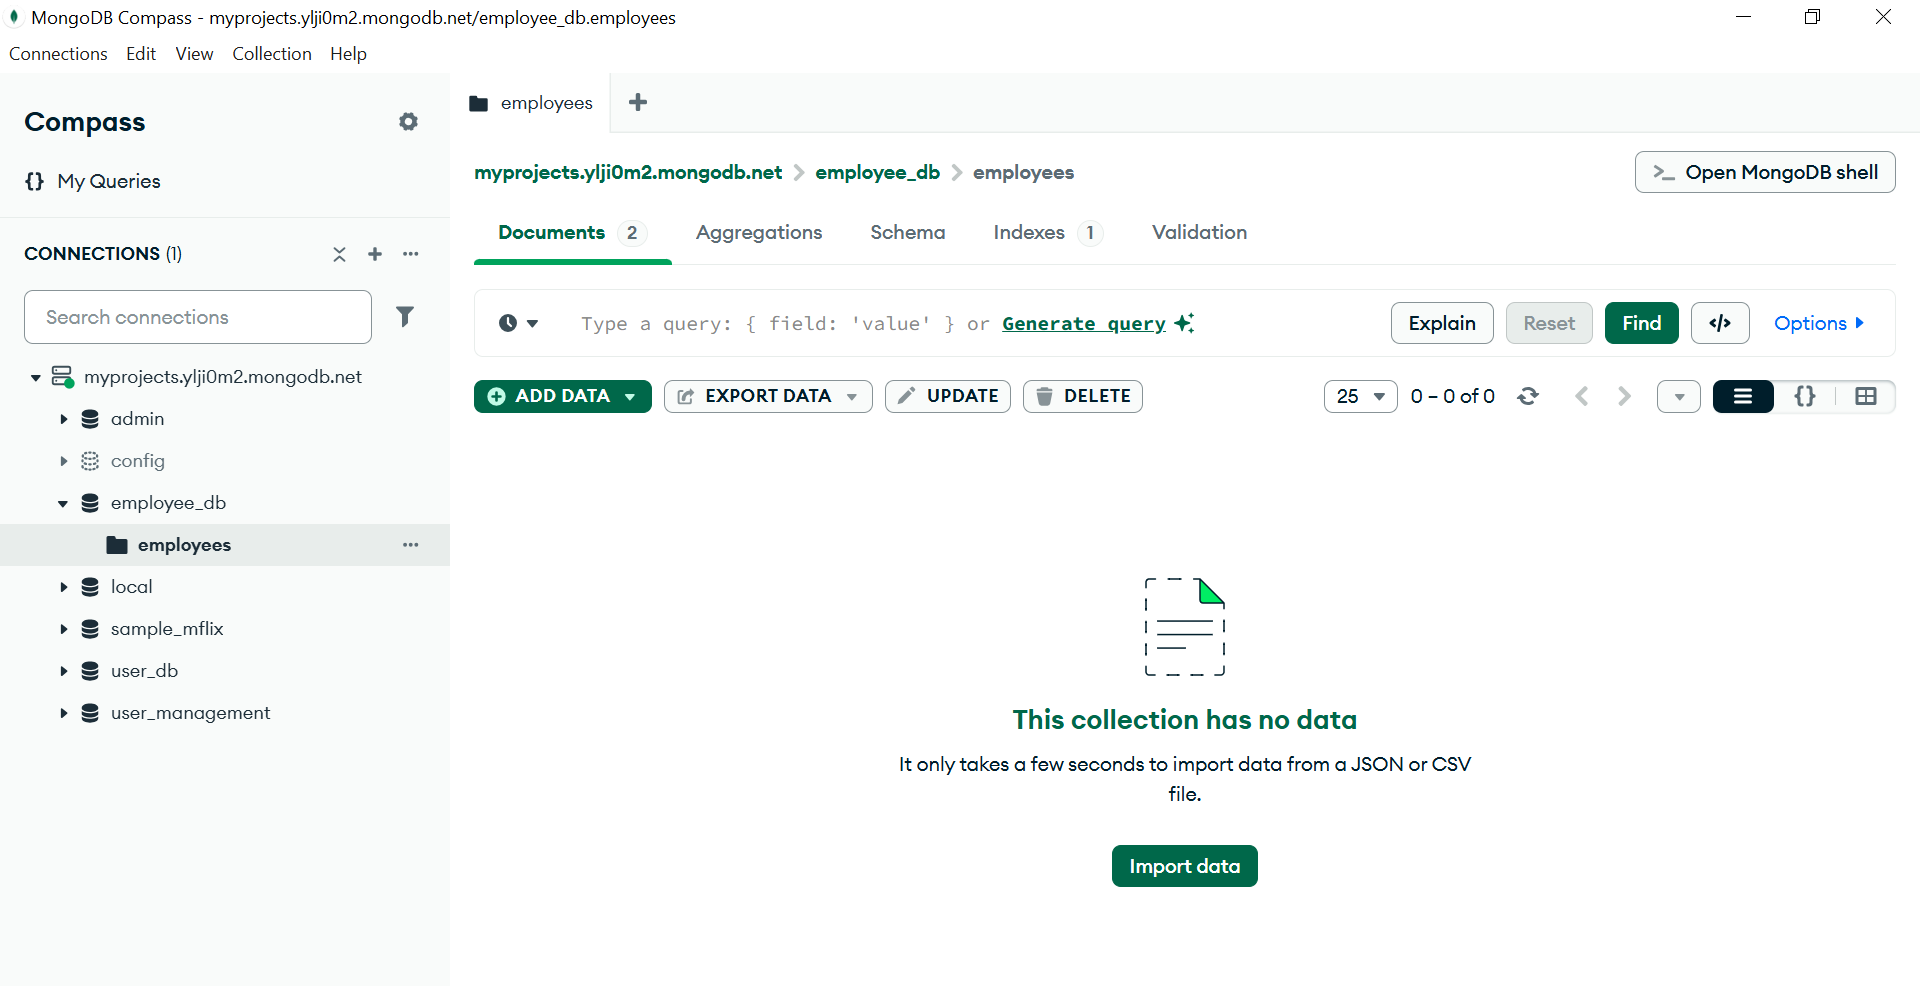 MongoDB Compass - myprojects.ylji0m2.mongodb.net/employee_db.employees
Connections Edit View Collection Help
Compass
{} My Queries
CONNECTIONS (1)
Search connections
myprojects.ylji0m2.mongodb.net
admin
config
employee_db
employees
local
sample_mflix
user_db
user_management
employees
myprojects.ylji0m2.mongodb.net > employee_db > employees
>_ Open MongoDB shell
Documents 2 Aggregations Schema Indexes 1 Validation
Type a query: { field: 'value' } or Generate query
Explain Reset Find </> Options
ADD DATA EXPORT DATA UPDATE DELETE
25 0 – 0 of 0 {}
This collection has no data
It only takes a few seconds to import data from a JSON or CSV
file.
Import data